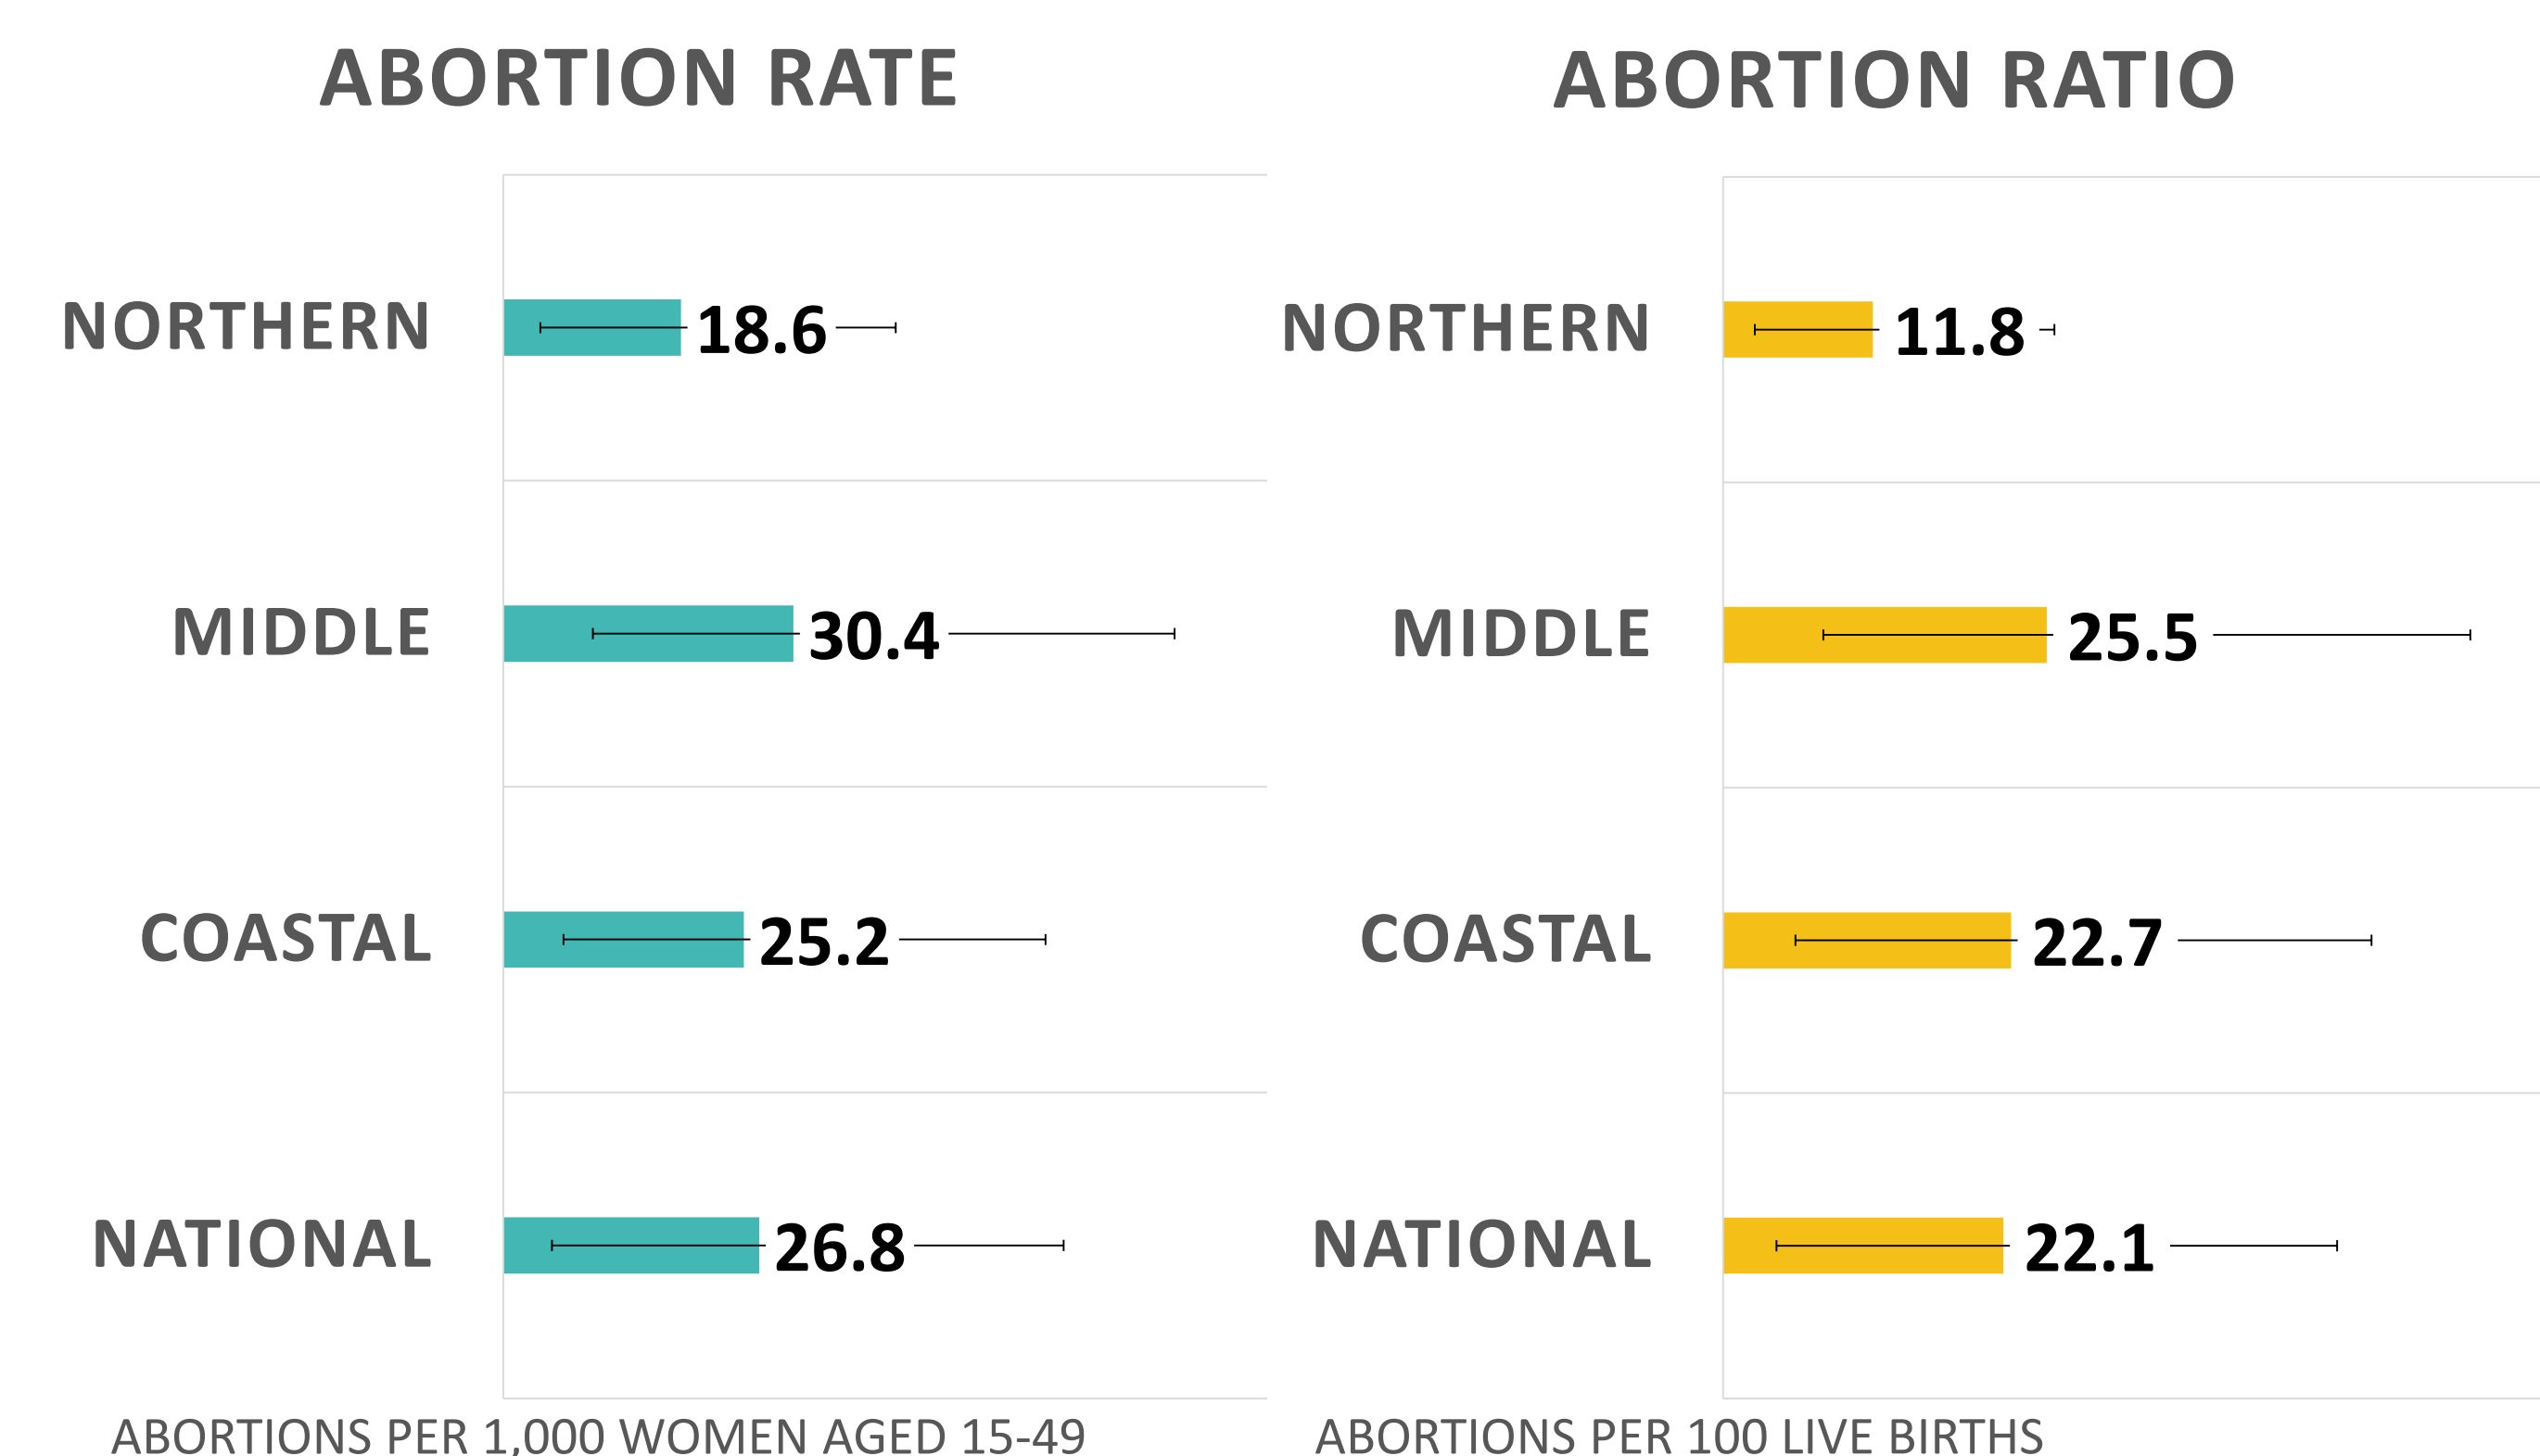 ABORTION RATE
NORTHERN 18.6
MIDDLE 30.4
COASTAL 25.2
NATIONAL 26.8
ABORTIONS PER 1,000 WOMEN AGED 15-49
ABORTION RATIO
NORTHERN 11.8
MIDDLE 25.5
COASTAL 22.7
NATIONAL 22.1
ABORTIONS PER 100 LIVE BIRTHS